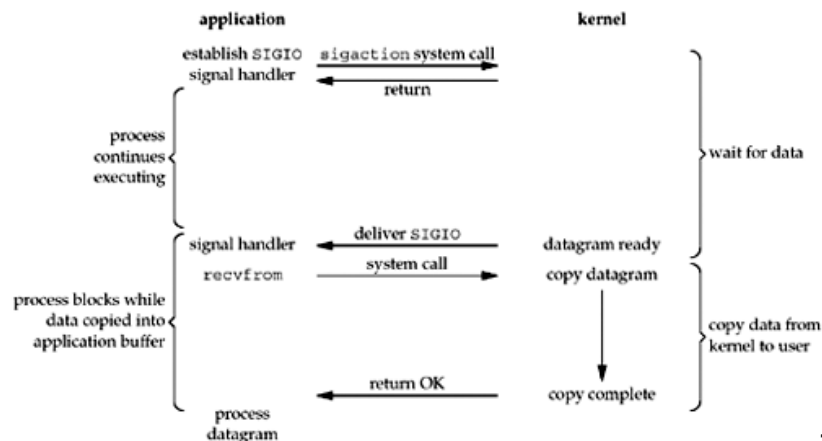 application kernel
establish SIGIO sigaction system call
signal handler return
process
continues
executing
wait for data
deliver SIGIO
signal handler datagram ready
system call
recvfrom copy datagram
process blocks while
data copied into
application buffer
copy data from
kernel to user
return OK
copy complete
process
datagram